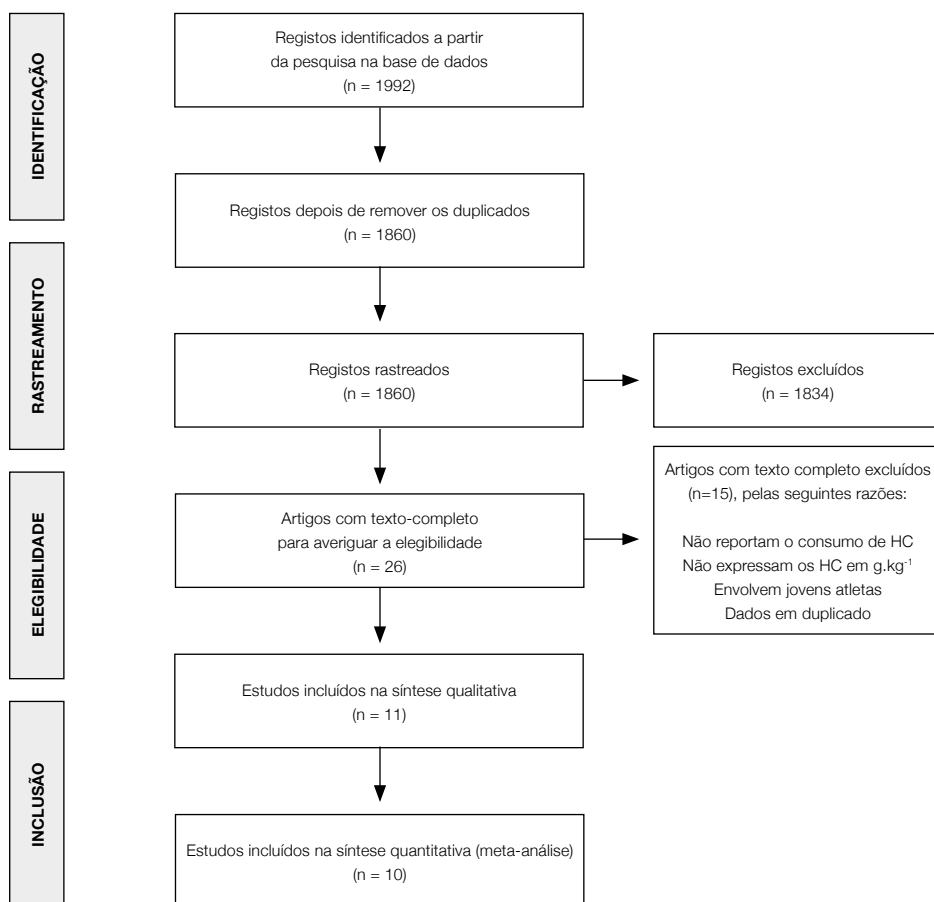 IDENTIFICAÇÃO
Registos identificados a partir
da pesquisa na base de dados
(n = 1992)
Registos depois de remover os duplicados
(n = 1860)
RASTREAMENTO
Registos rastreados
(n = 1860)
Registos excluídos
(n = 1834)
ELEGIBILIDADE
Artigos com texto-completo
para averiguar a elegibilidade
(n = 26)
Artigos com texto completo excluídos
(n=15), pelas seguintes razões:
Não reportam o consumo de HC
Não expressam os HC em g.kg⁻¹
Envolvem jovens atletas
Dados em duplicado
Estudos incluídos na síntese qualitativa
(n = 11)
INCLUSÃO
Estudos incluídos na síntese quantitativa (meta-análise)
(n = 10)